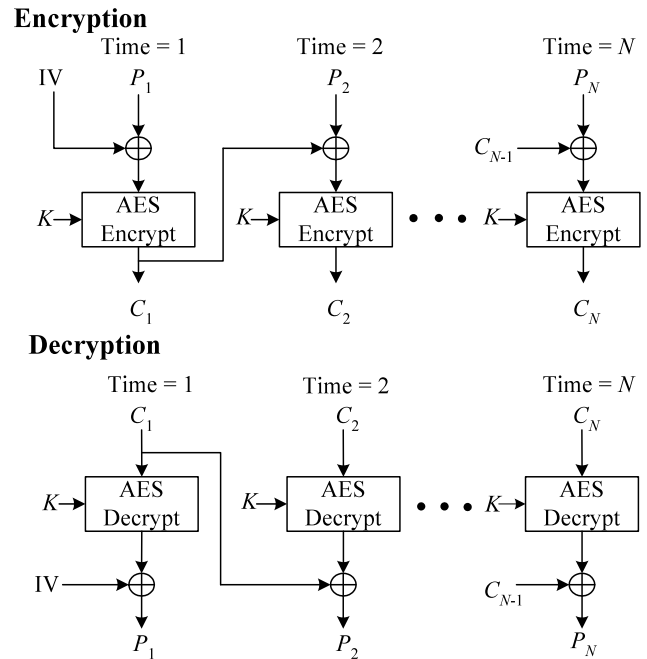 Encryption
Time = 1 Time = 2 Time = N
IV P1 P2 PN
CN-1
K AES Encrypt K AES Encrypt K AES Encrypt
C1 C2 CN
Decryption
Time = 1 Time = 2 Time = N
C1 C2 CN
K AES Decrypt K AES Decrypt K AES Decrypt
IV CN-1
P1 P2 PN